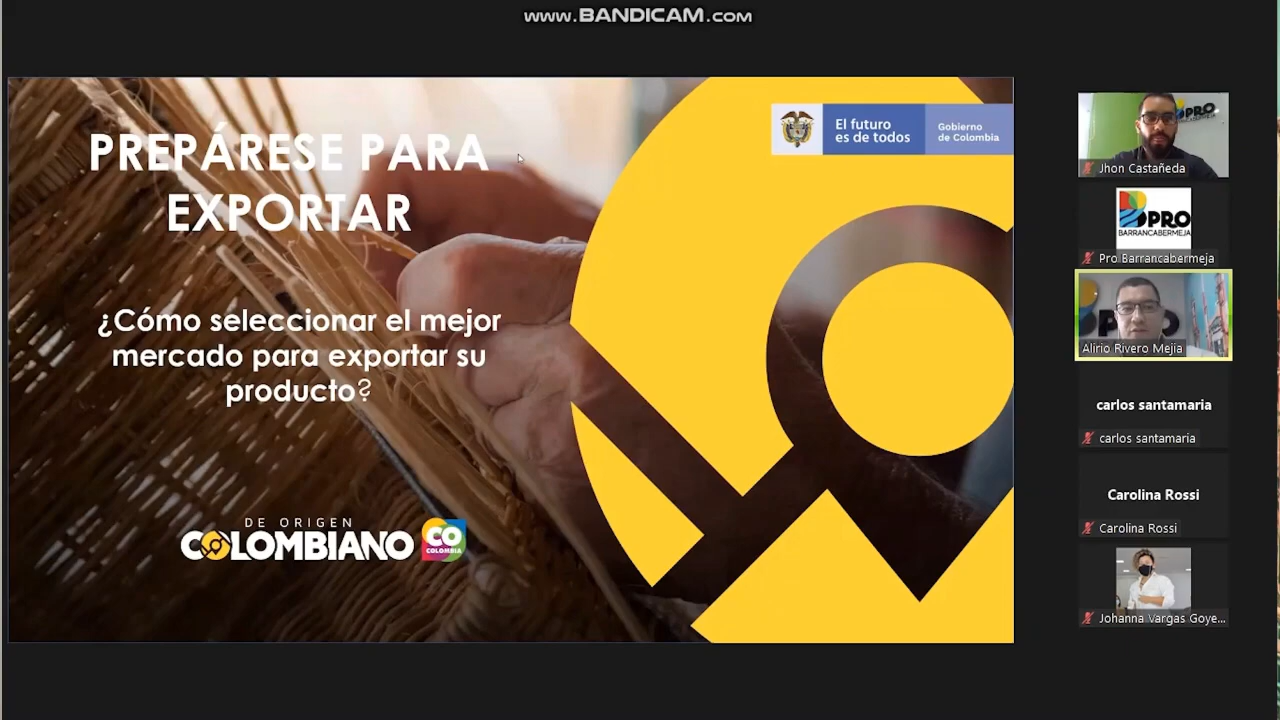 www.BANDICAM.com
PREPÁRESE PARA
EXPORTAR
¿Cómo seleccionar el mejor
mercado para exportar su
producto?
DE ORIGEN
COLOMBIANO
CO
COLOMBIA
El futuro
es de todos
Gobierno
de Colombia
PRO
Jhon Castañeda
PRO
BARRANCABERMEJA
Pro Barrancabermeja
PRO
Alirio Rivero Mejia
carlos santamaria
carlos santamaria
Carolina Rossi
Carolina Rossi
Johanna Vargas Goye...